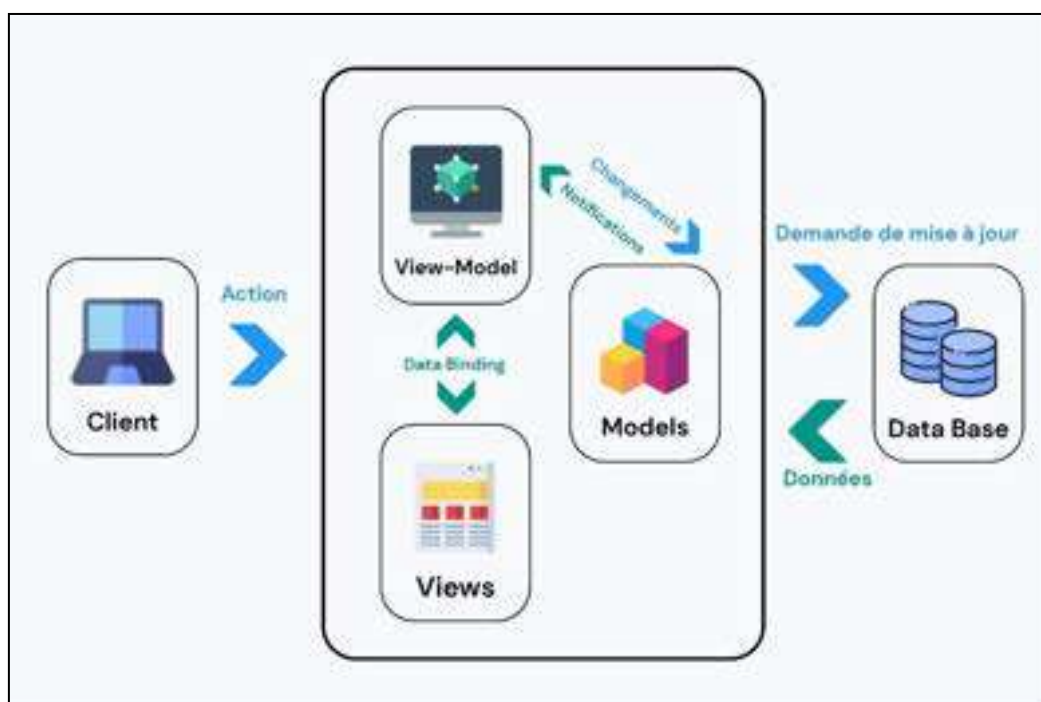 View-Model
Changements
Notifications
Demande de mise à jour
Action
Data Binding
Client
Models
Data Base
Données
Views